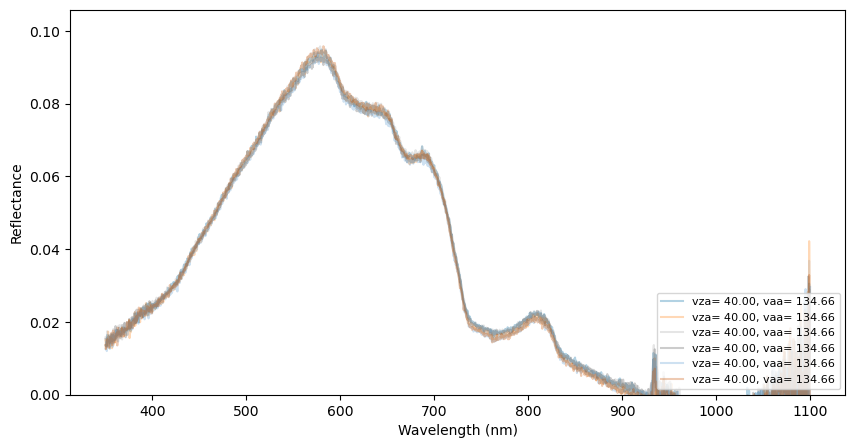 0.10
0.08
0.06
0.04
0.02
0.00
Reflectance
vza= 40.00, vaa= 134.66
vza= 40.00, vaa= 134.66
vza= 40.00, vaa= 134.66
vza= 40.00, vaa= 134.66
vza= 40.00, vaa= 134.66
vza= 40.00, vaa= 134.66
400 500 600 700 800 900 1000 1100
Wavelength (nm)